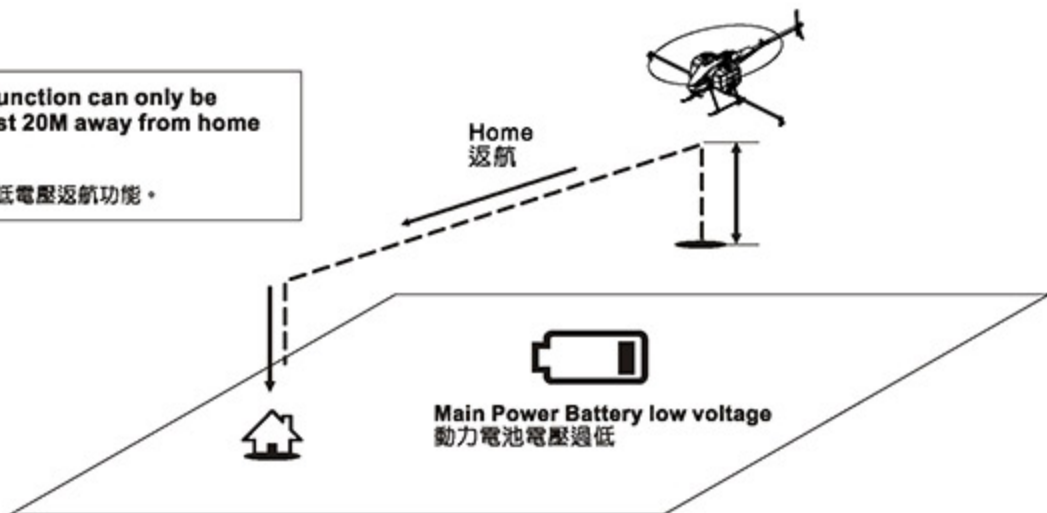 unction can only be
st 20M away from home
低電壓返航功能。
Home
返航
Main Power Battery low voltage
動力電池電壓過低